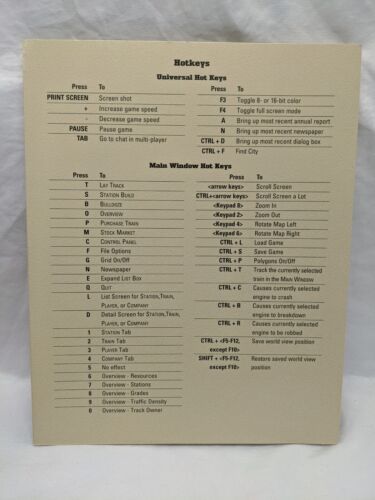 Hotkeys
Universal Hot Keys
Press To
PRINT SCREEN Screen shot
+ Increase game speed
- Decrease game speed
PAUSE Pause game
TAB Go to chat in multi-player
F3 Toggle 8- or 16-bit color
F4 Toggle full screen mode
A Bring up most recent annual report
N Bring up most recent newspaper
CTRL + D Bring up most recent dialog box
CTRL + F Find City
Main Window Hot Keys
Press To
T LAY TRACK
S STATION BUILD
B BULLDOZE
O OVERVIEW
P PURCHASE TRAIN
M STOCK MARKET
C CONTROL PANEL
F FILE OPTIONS
G GRID ON/OFF
N NEWSPAPER
E EXPAND LIST BOX
Q QUIT
L LIST SCREEN FOR STATION, TRAIN,
PLAYER, OR COMPANY
D DETAIL SCREEN FOR STATION, TRAIN,
PLAYER, OR COMPANY
1 STATION TAB
2 TRAIN TAB
3 PLAYER TAB
4 COMPANY TAB
5 No effect
6 Overview - Resources
7 Overview - Stations
8 Overview - Grades
9 Overview - Traffic Density
0 Overview - Track Owner
Press To
<arrow keys> Scroll Screen
CTRL+<arrow keys> Scroll Screen a Lot
<Keypad 8> Zoom In
<Keypad 2> Zoom Out
<Keypad 4> Rotate Map Left
<Keypad 6> Rotate Map Right
CTRL + L Load Game
CTRL + S Save Game
CTRL + P Polygons On/Off
CTRL + T Track the currently selected
train in the MAIN WINDOW
CTRL + C Causes currently selected
engine to crash
CTRL + B Causes currently selected
engine to breakdown
CTRL + R Causes currently selected
engine to be robbed
CTRL + <F5-F12, Save world view position
except F10>
SHIFT + <F5-F12, Restore saved world view
except F10> position